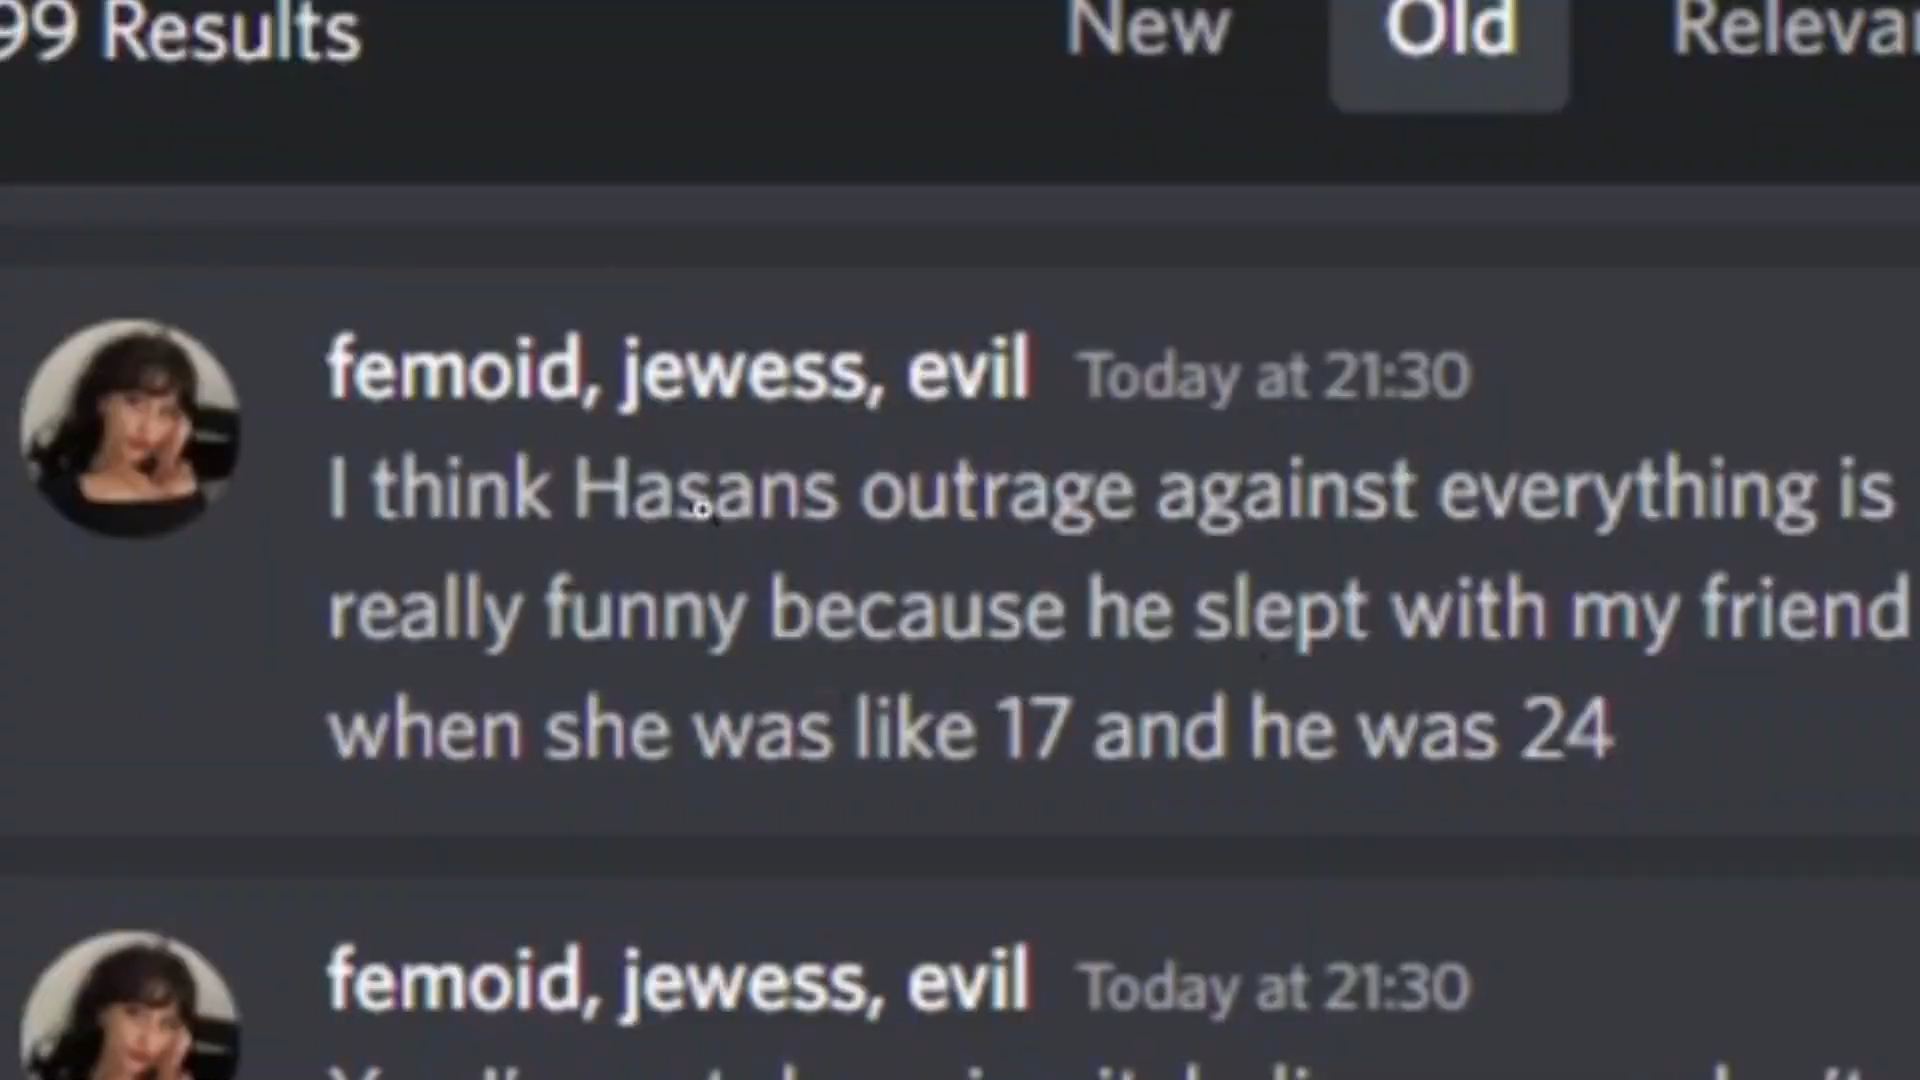 99 Results New Old
femoid, jewess, evil Today at 21:30
I think Hasans outrage against everything is
really funny because he slept with my friend
when she was like 17 and he was 24
femoid, jewess, evil Today at 21:30